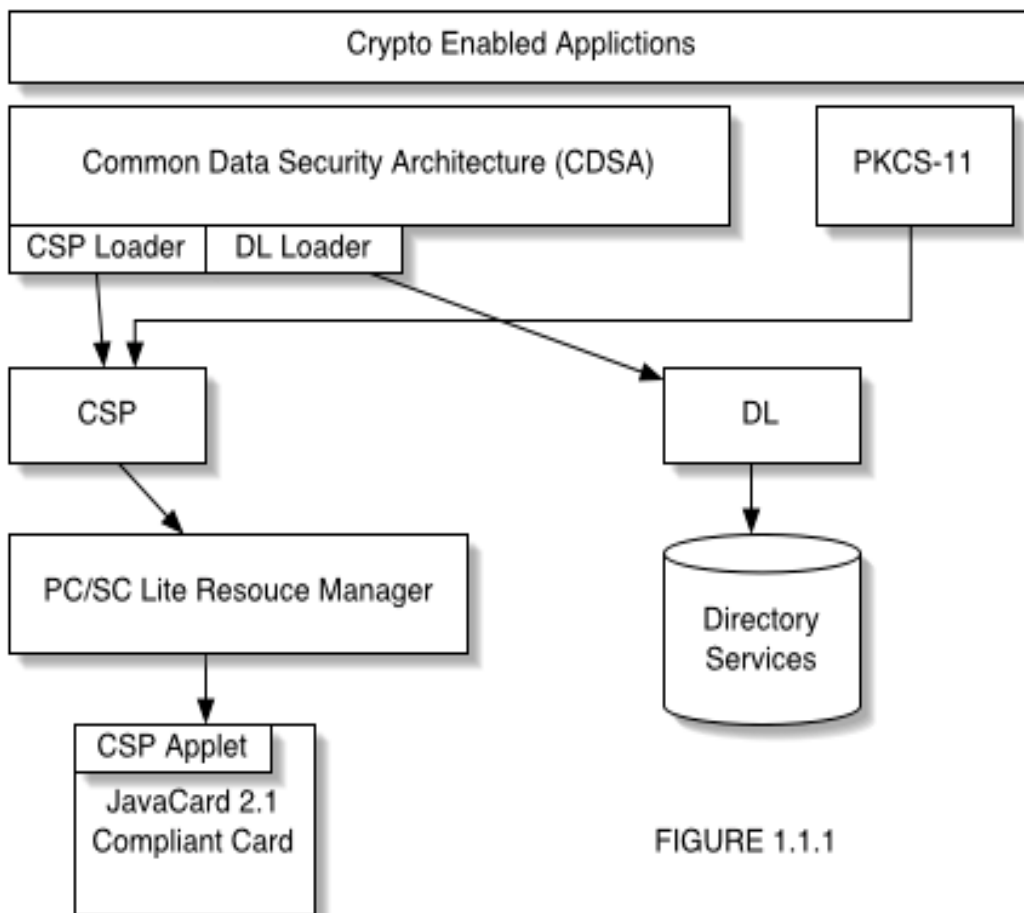 Crypto Enabled Applictions
Common Data Security Architecture (CDSA)
PKCS-11
CSP Loader
DL Loader
CSP
DL
PC/SC Lite Resouce Manager
Directory
Services
CSP Applet
JavaCard 2.1
Compliant Card
FIGURE 1.1.1